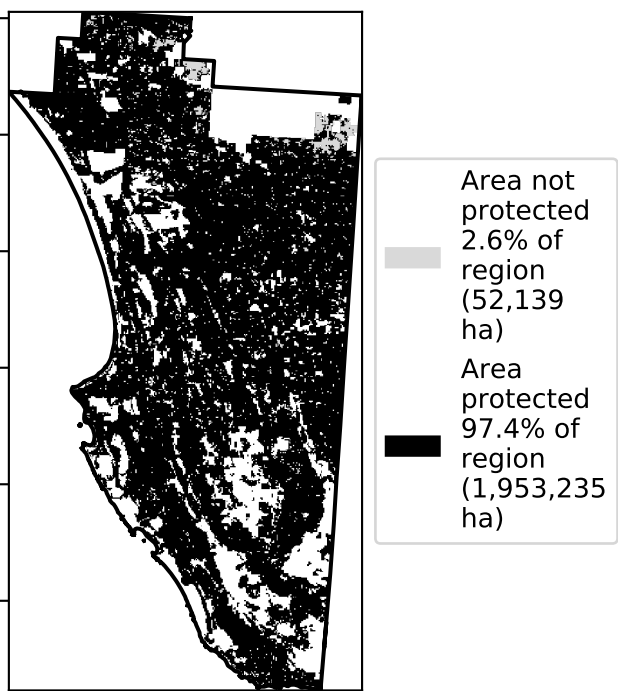 Area not
protected
2.6% of
region
(52,139
ha)
Area
protected
97.4% of
region
(1,953,235
ha)